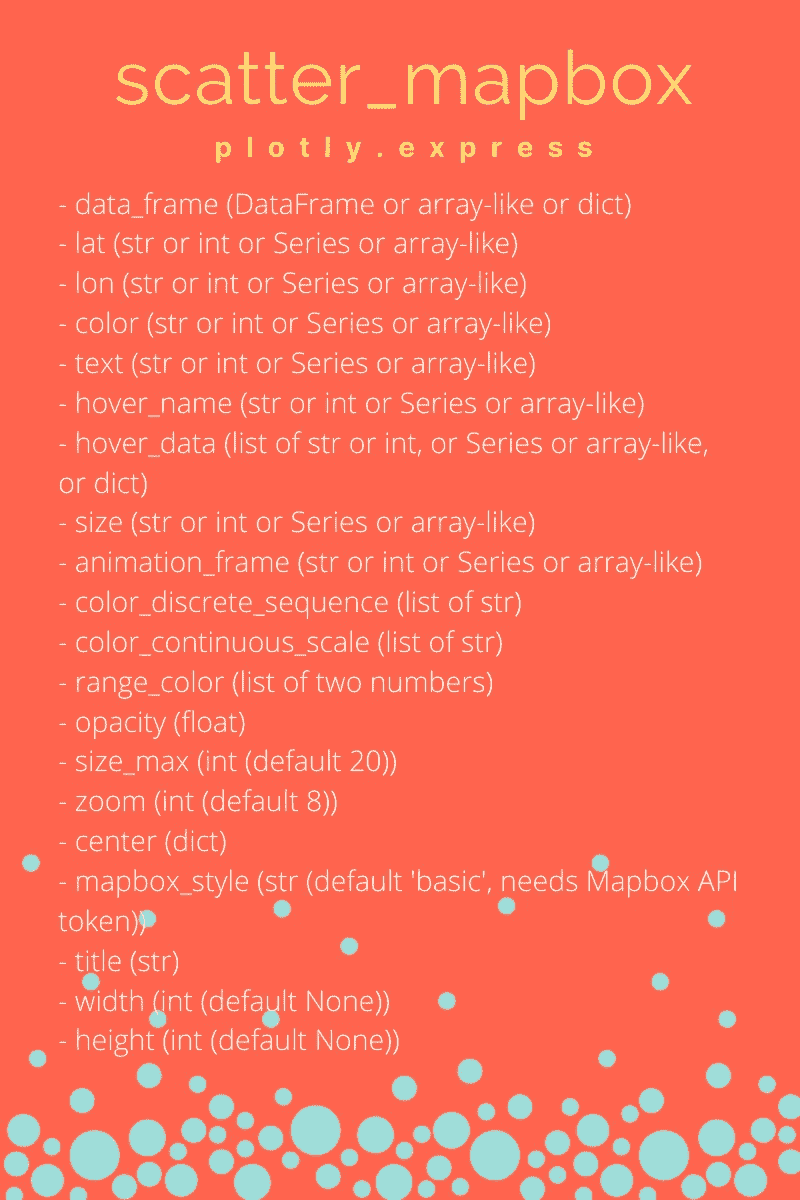 scatter_mapbox
plotly.express
- data_frame (DataFrame or array-like or dict)
- lat (str or int or Series or array-like)
- lon (str or int or Series or array-like)
- color (str or int or Series or array-like)
- text (str or int or Series or array-like)
- hover_name (str or int or Series or array-like)
- hover_data (list of str or int, or Series or array-like,
or dict)
- size (str or int or Series or array-like)
- animation_frame (str or int or Series or array-like)
- color_discrete_sequence (list of str)
- color_continuous_scale (list of str)
- range_color (list of two numbers)
- opacity (float)
- size_max (int (default 20))
- zoom (int (default 8))
- center (dict)
- mapbox_style (str (default 'basic', needs Mapbox API
token))
- title (str)
- width (int (default None))
- height (int (default None))